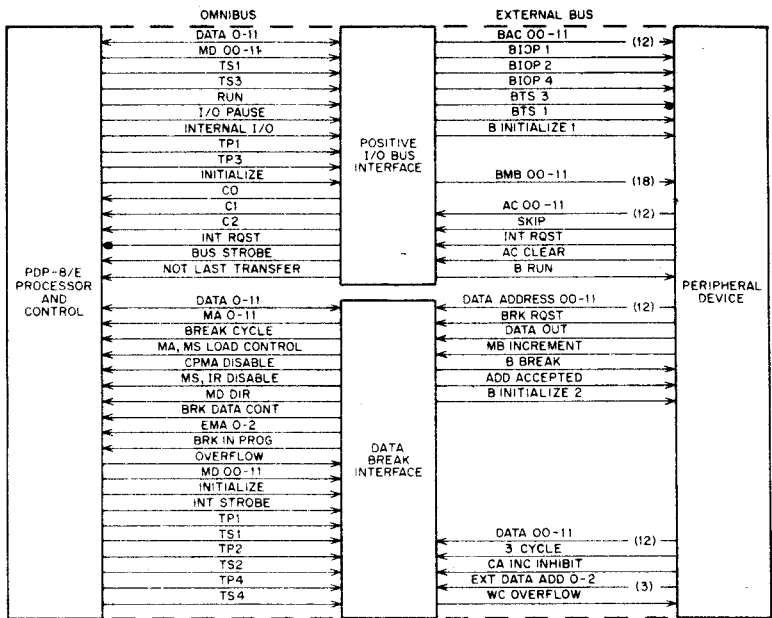 OMNIBUS
EXTERNAL BUS
DATA 0-11
MD 00-11
TS1
TS3
RUN
I/O PAUSE
INTERNAL I/O
TP1
TP3
INITIALIZE
C0
C1
C2
INT RQST
BUS STROBE
NOT LAST TRANSFER
POSITIVE
I/O BUS
INTERFACE
BAC 00-11 (12)
BIOP 1
BIOP 2
BIOP 4
BTS 3
BTS 1
B INITIALIZE 1
BMB 00-11 (18)
AC 00-11 (12)
SKIP
INT RQST
AC CLEAR
B RUN
PDP-8/E
PROCESSOR
AND
CONTROL
PERIPHERAL
DEVICE
DATA 0-11
MA 0-11
BREAK CYCLE
MA, MS LOAD CONTROL
CPMA DISABLE
MS, IR DISABLE
MD DIR
BRK DATA CONT
EMA 0-2
BRK IN PROG
OVERFLOW
MD 00-11
INITIALIZE
INT STROBE
TP1
TS1
TP2
TS2
TP4
TS4
DATA
BREAK
INTERFACE
DATA ADDRESS 00-11 (12)
BRK RQST
DATA OUT
MB INCREMENT
B BREAK
ADD ACCEPTED
B INITIALIZE 2
DATA 00-11 (12)
3 CYCLE
CA INC INHIBIT
EXT DATA ADD 0-2 (3)
WC OVERFLOW